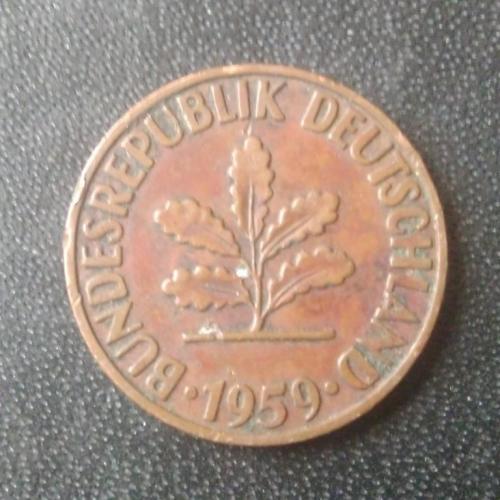 BUNDESREPUBLIK DEUTSCHLAND
· 1959 ·